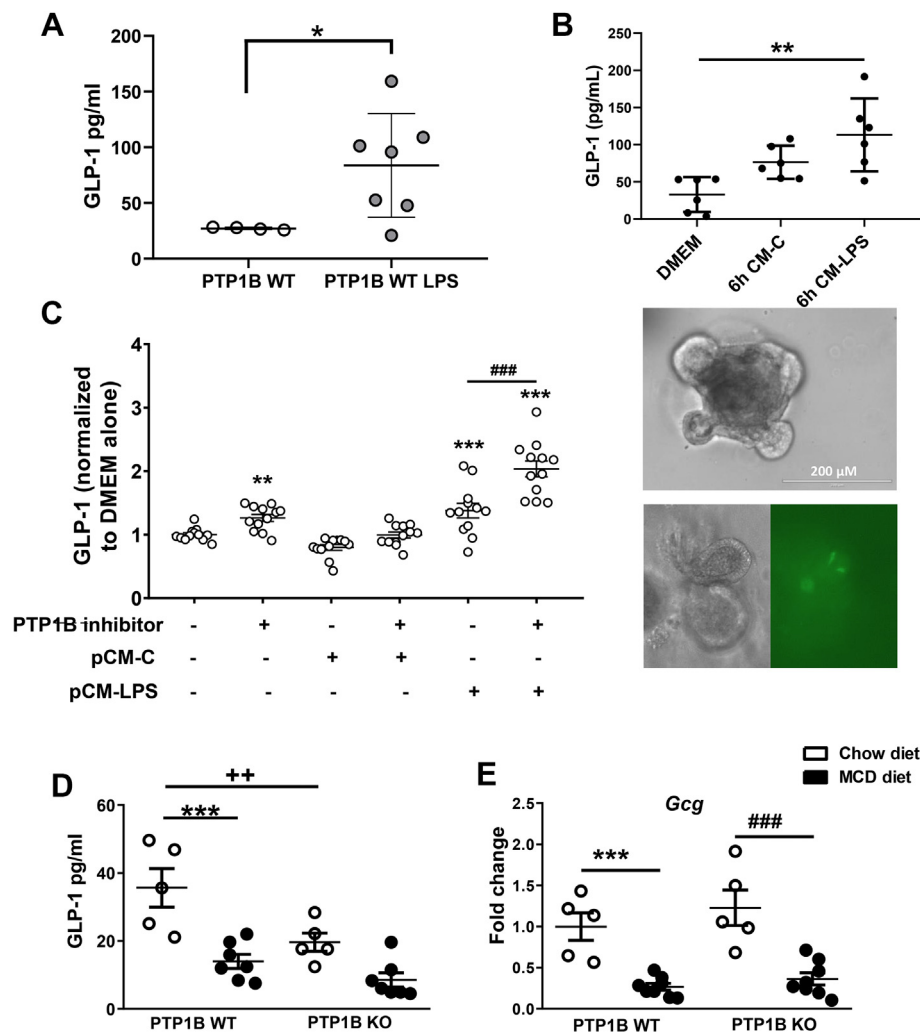 A
GLP-1 pg/ml
200
150
100
50
0
*
PTP1B WT
PTP1B WT LPS
B
GLP-1 (pg/mL)
250
200
150
100
50
0
**
DMEM
6h CM-C
6h CM-LPS
200 µM
C
GLP-1 (normalized
to DMEM alone)
4
3
2
1
0
**
***
###
***
PTP1B inhibitor - + - + - +
pCM-C - - + + - -
pCM-LPS - - - - + +
D
GLP-1 pg/ml
60
40
20
0
++
***
PTP1B WT
PTP1B KO
Chow diet
MCD diet
E
Gcg
Fold change
2.5
2.0
1.5
1.0
0.5
0.0
***
###
PTP1B WT
PTP1B KO